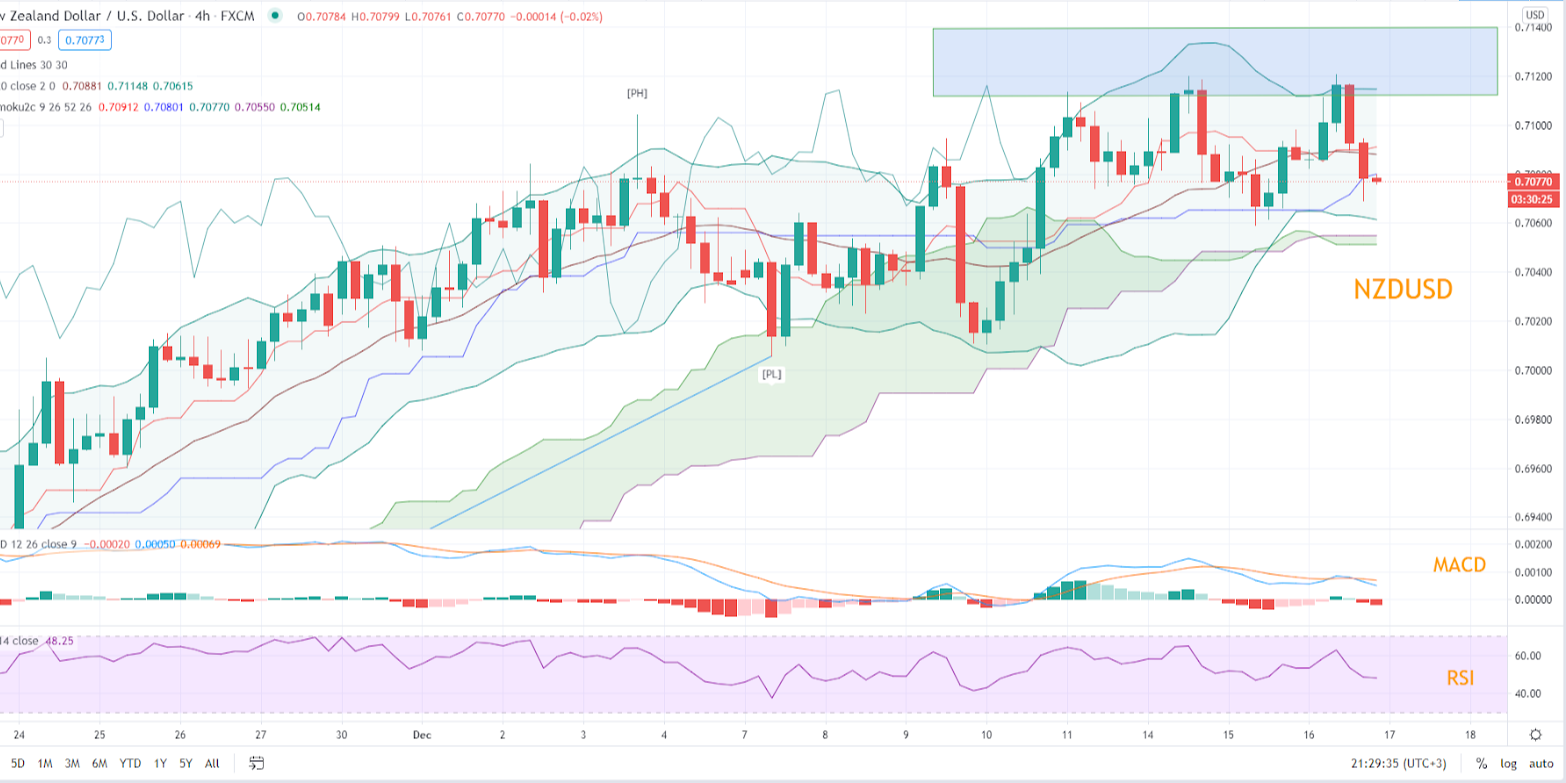 w Zealand Dollar / U.S. Dollar · 4h · FXCM O0.70784 H0.70799 L0.70761 C0.70770 −0.00014 (−0.02%)
0770 0.3 0.70773
d Lines 30 30
0 close 2 0 0.70881 0.71148 0.70615
moku2c 9 26 52 26 0.70912 0.70801 0.70770 0.70550 0.70514
USD
0.71400
0.71200
0.71000
0.70770
03:30:25
0.70600
0.70400
0.70200
0.70000
0.69800
0.69600
0.69400
[PH]
[PL]
NZDUSD
D 12 26 close 9 −0.00020 0.00050 0.00069
MACD
0.00200
0.00100
0.00000
14 close 48.25
RSI
60.00
40.00
24 25 26 27 30 Dec 2 3 4 7 8 9 10 11 14 15 16 17 18
5D 1M 3M 6M YTD 1Y 5Y All 21:29:35 (UTC+3) % log auto